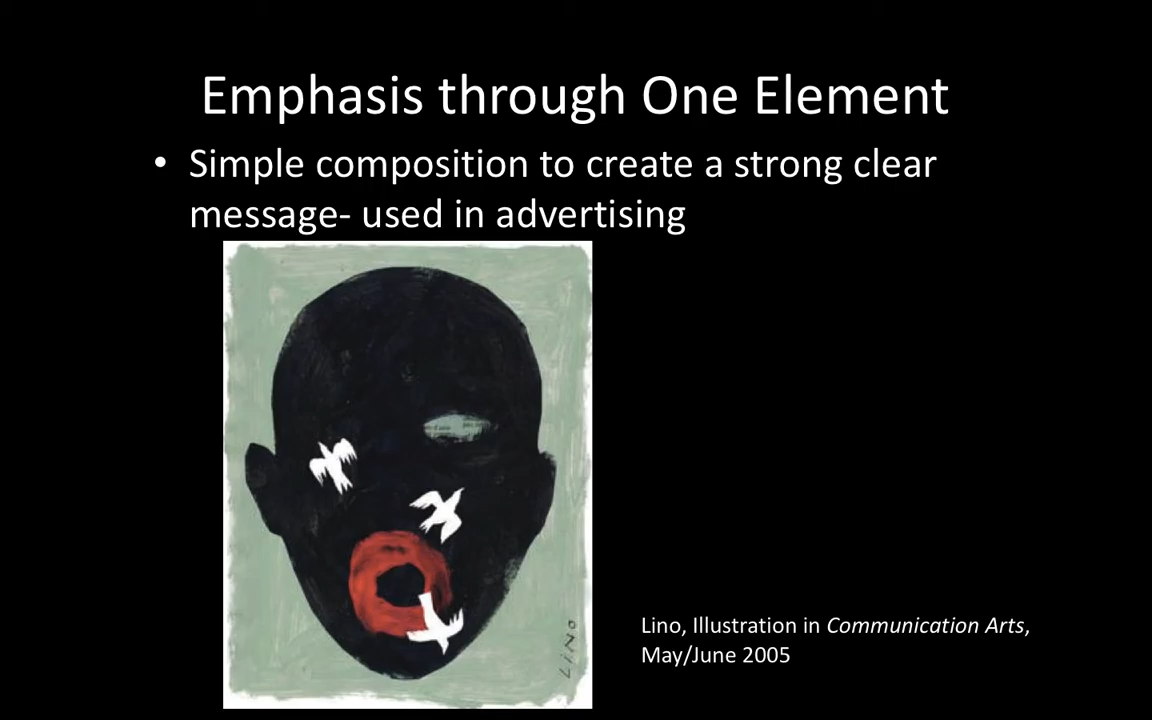 Emphasis through One Element
• Simple composition to create a strong clear
message- used in advertising
LiNO
Lino, Illustration in Communication Arts,
May/June 2005